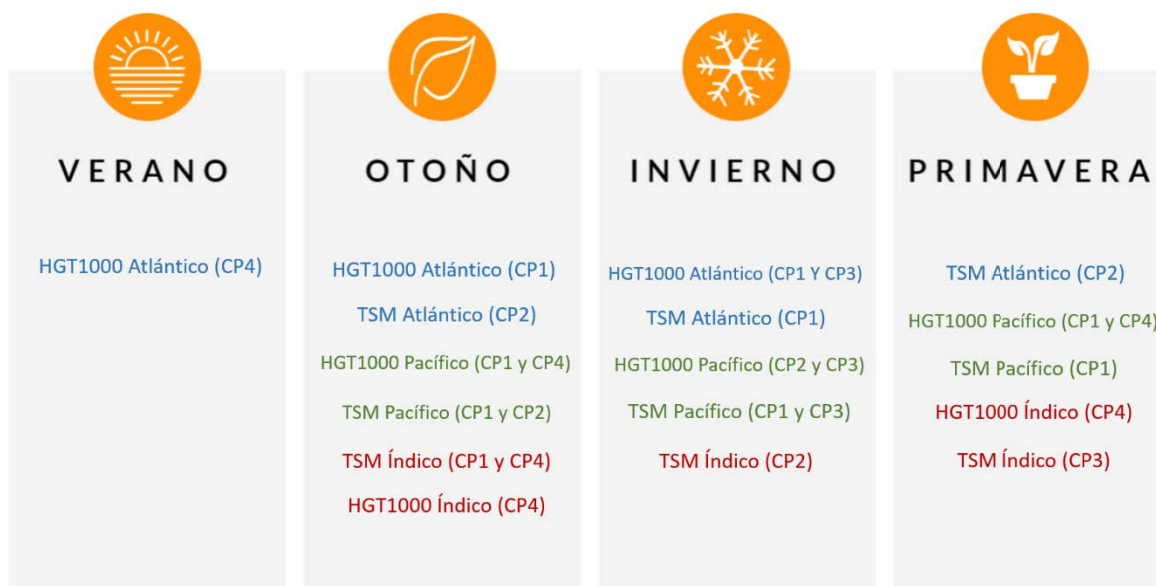 VERANO
HGT1000 Atlántico (CP4)
OTOÑO
HGT1000 Atlántico (CP1)
TSM Atlántico (CP2)
HGT1000 Pacífico (CP1 y CP4)
TSM Pacífico (CP1 y CP2)
TSM Índico (CP1 y CP4)
HGT1000 Índico (CP4)
INVIERNO
HGT1000 Atlántico (CP1 Y CP3)
TSM Atlántico (CP1)
HGT1000 Pacífico (CP2 y CP3)
TSM Pacífico (CP1 y CP3)
TSM Índico (CP2)
PRIMAVERA
TSM Atlántico (CP2)
HGT1000 Pacífico (CP1 y CP4)
TSM Pacífico (CP1)
HGT1000 Índico (CP4)
TSM Índico (CP3)